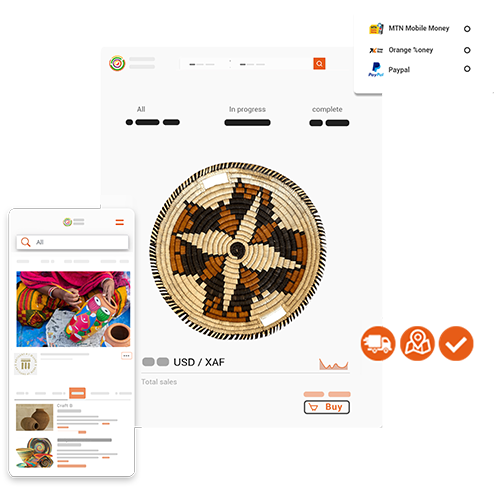 MTN Mobile Money
Orange Money
PayPal
Paypal
All
In progress
complete
All
USD / XAF
Total sales
Craft B
Buy